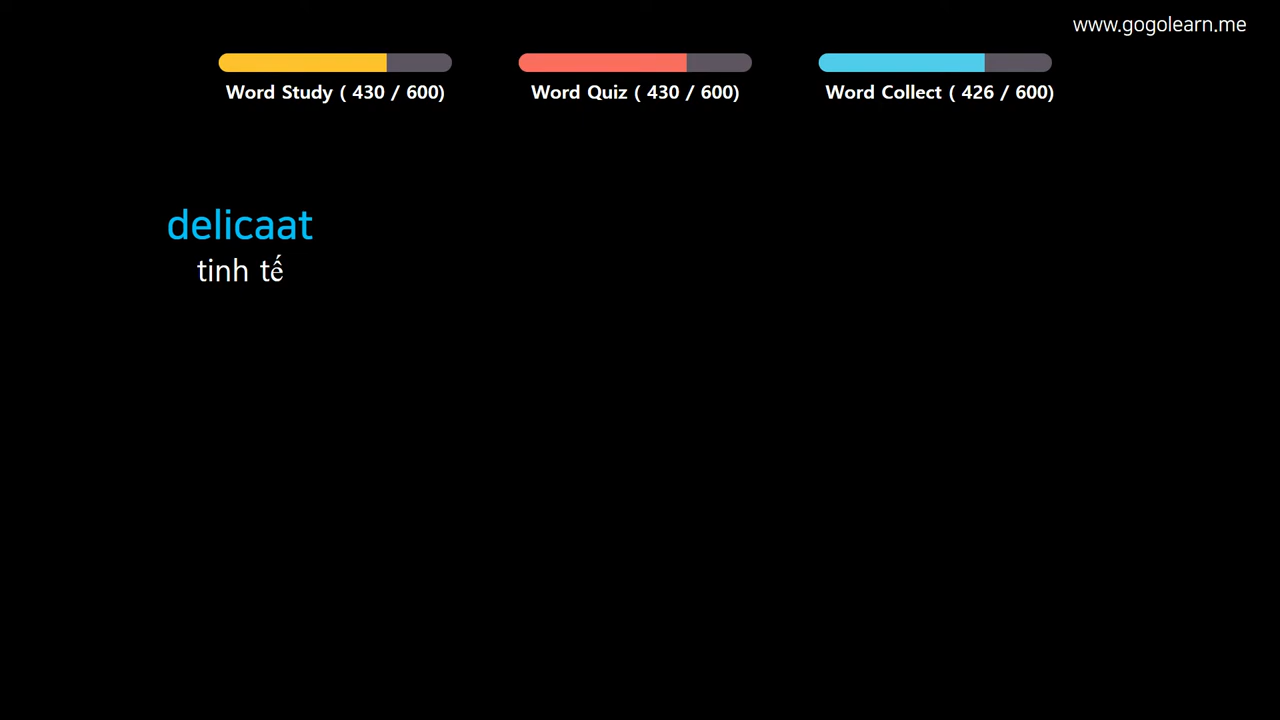 www.gogolearn.me
Word Study ( 430 / 600)
Word Quiz ( 430 / 600)
Word Collect ( 426 / 600)
delicaat
tinh tế